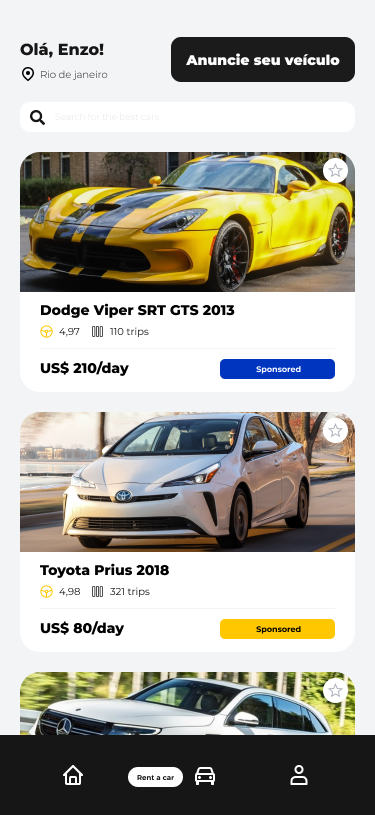 Olá, Enzo!
Anuncie seu veículo
Rio de janeiro
Search for the best cars
Dodge Viper SRT GTS 2013
4,97 110 trips
US$ 210/day Sponsored
Toyota Prius 2018
4,98 321 trips
US$ 80/day Sponsored
Rent a car